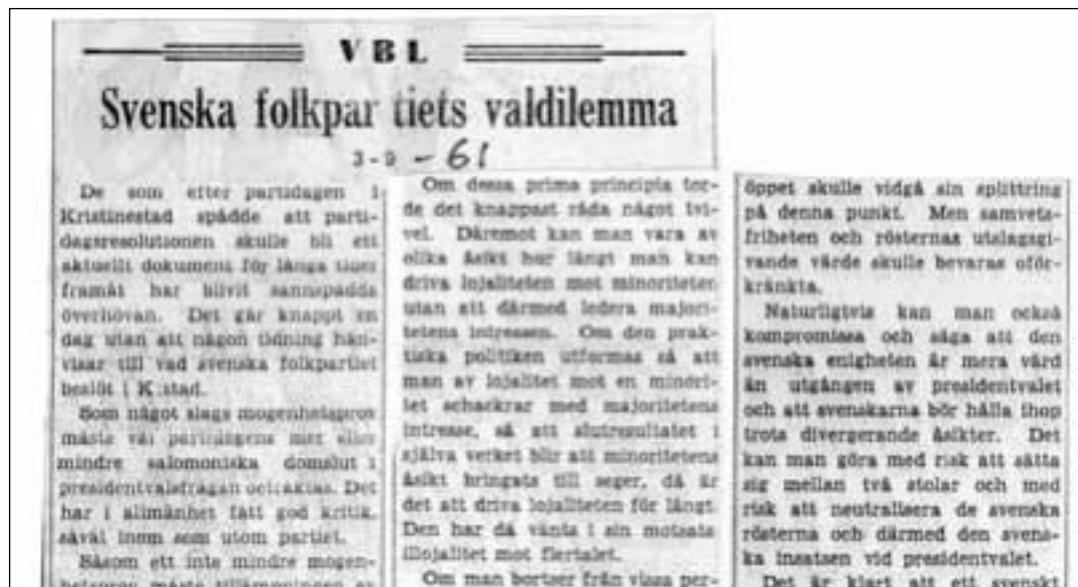 VBL
Svenska folkpartiets valdilemma
3-9 -61
De som efter partidagen i
Kristinestad spådde att parti-
dagsresolutionen skulle bli ett
aktuellt dokument för långa tider
framåt har blivit sannspådda
överhövan. Det går knappt en
dag utan att någon tidning hän-
visar till vad svenska folkpartiet
beslöt i K:stad.
Som något slags mogenhetsprov
måste väl partidagens mer eller
mindre salomoniska domslut i
presidentvalsfrågan betraktas. Det
har i allmänhet fått god kritik,
såväl inom som utom partiet.
Såsom ett inte mindre mogen-
hetsprov måste tillämpningen av
Om dessa prima principia tor-
de det knappast råda något tvi-
vel. Däremot kan man vara av
olika åsikt hur långt man kan
driva lojaliteten mot minoriteten
utan att därmed ledera majori-
tetens intressen. Om den prak-
tiska politiken utformas så att
man av lojalitet mot en minori-
tet schackrar med majoritetens
intresse, så att slutresultatet i
själva verket blir att minoritetens
åsikt bringats till seger, då är
det att driva lojaliteten för långt.
Den har då vänts i sin motsats
illojalitet mot flertalet.
Om man bortser från vissa per-
öppet skulle vidgå sin splittring
på denna punkt. Men samvets-
friheten och rösternas utslagsgi-
vande värde skulle bevaras oför-
kränkta.
Naturligtvis kan man också
kompromissa och säga att den
svenska enigheten är mera värd
än utgången av presidentvalet
och att svenskarna bör hålla ihop
trots divergerande åsikter. Det
kan man göra med risk att sätta
sig mellan två stolar och med
risk att neutralisera de svenska
rösterna och därmed den svens-
ka insatsen vid presidentvalet.
Det är klart att ett svenskt